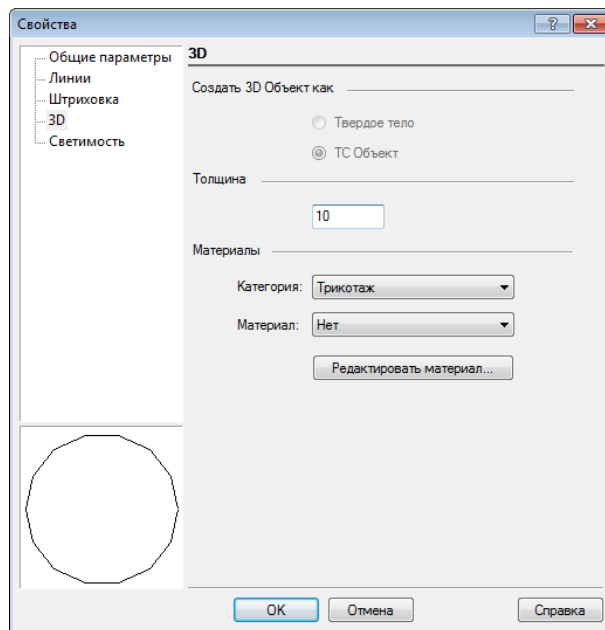 Свойства
Общие параметры
Линии
Штриховка
3D
Светимость
3D
Создать 3D Объект как
Твердое тело
ТС Объект
Толщина
10
Материалы
Категория: Трикотаж
Материал: Нет
Редактировать материал...
OK Отмена Справка